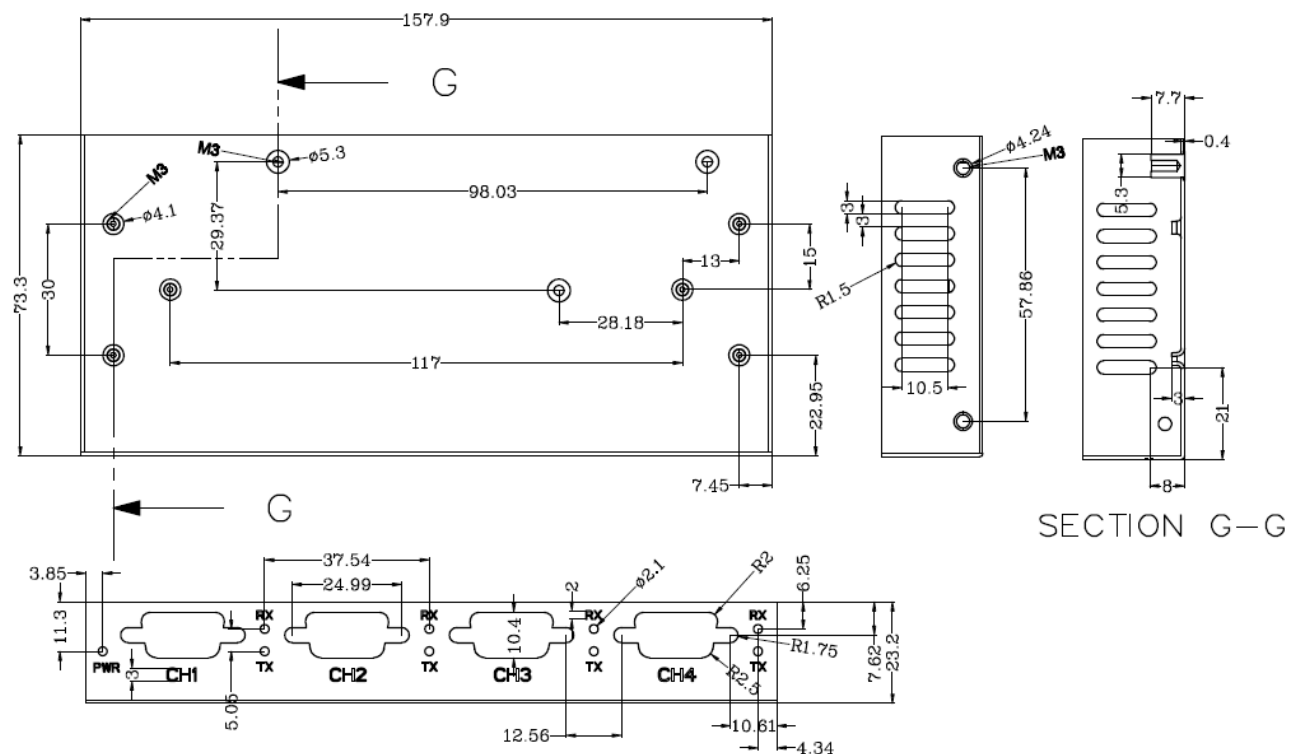 157.9
G
7.7
M3
ø5.3
ø4.24
M3
0.4
M3
98.03
5.3
ø4.1
29.37
3
3
73.3
30
13
15
R1.5
57.86
28.18
117
10.5
22.95
3
21
7.45
8
G
SECTION G-G
37.54
3.85
24.99
ø2.1
R2
6.25
2
11.3
RX
RX
RX
RX
10.4
R1.75
7.62
23.2
PWR
TX
TX
TX
TX
3
CH1
CH2
CH3
CH4
R2.5
5.05
12.56
10.61
4.34